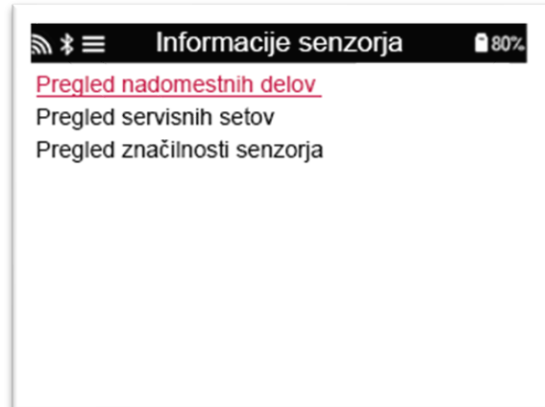 Informacije senzorja 80%
Pregled nadomestnih delov
Pregled servisnih setov
Pregled značilnosti senzorja